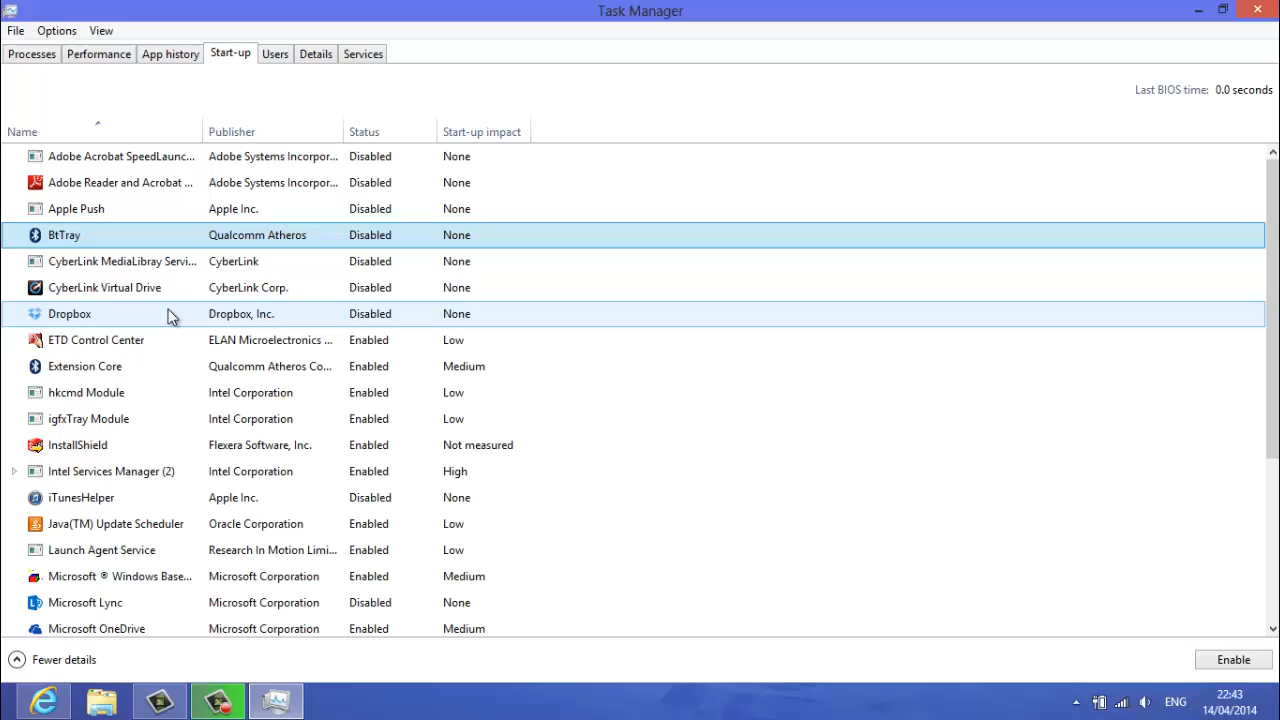 Task Manager
File Options View
Processes Performance App history Start-up Users Details Services
Last BIOS time: 0.0 seconds
Name Publisher Status Start-up impact
Adobe Acrobat SpeedLaunc... Adobe Systems Incorpor... Disabled None
Adobe Reader and Acrobat ... Adobe Systems Incorpor... Disabled None
Apple Push Apple Inc. Disabled None
BtTray Qualcomm Atheros Disabled None
CyberLink MediaLibray Servi... CyberLink Disabled None
CyberLink Virtual Drive CyberLink Corp. Disabled None
Dropbox Dropbox, Inc. Disabled None
ETD Control Center ELAN Microelectronics ... Enabled Low
Extension Core Qualcomm Atheros Co... Enabled Medium
hkcmd Module Intel Corporation Enabled Low
igfxTray Module Intel Corporation Enabled Low
InstallShield Flexera Software, Inc. Enabled Not measured
Intel Services Manager (2) Intel Corporation Enabled High
iTunesHelper Apple Inc. Disabled None
Java(TM) Update Scheduler Oracle Corporation Enabled Low
Launch Agent Service Research In Motion Limi... Enabled Low
Microsoft ® Windows Base... Microsoft Corporation Enabled Medium
Microsoft Lync Microsoft Corporation Disabled None
Microsoft OneDrive Microsoft Corporation Enabled Medium
Fewer details Enable
ENG 22:43
14/04/2014